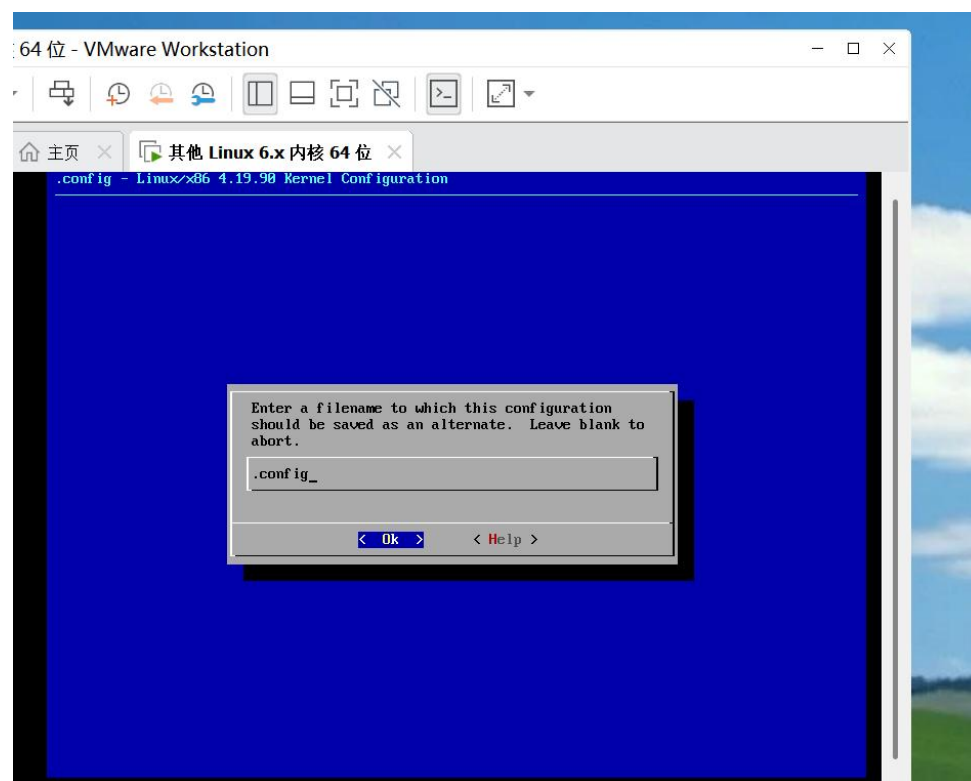 64 位 - VMware Workstation
主页
其他 Linux 6.x 内核 64 位
.config - Linux/x86 4.19.90 Kernel Configuration
Enter a filename to which this configuration
should be saved as an alternate. Leave blank to
abort.
.config_
< Ok > < Help >